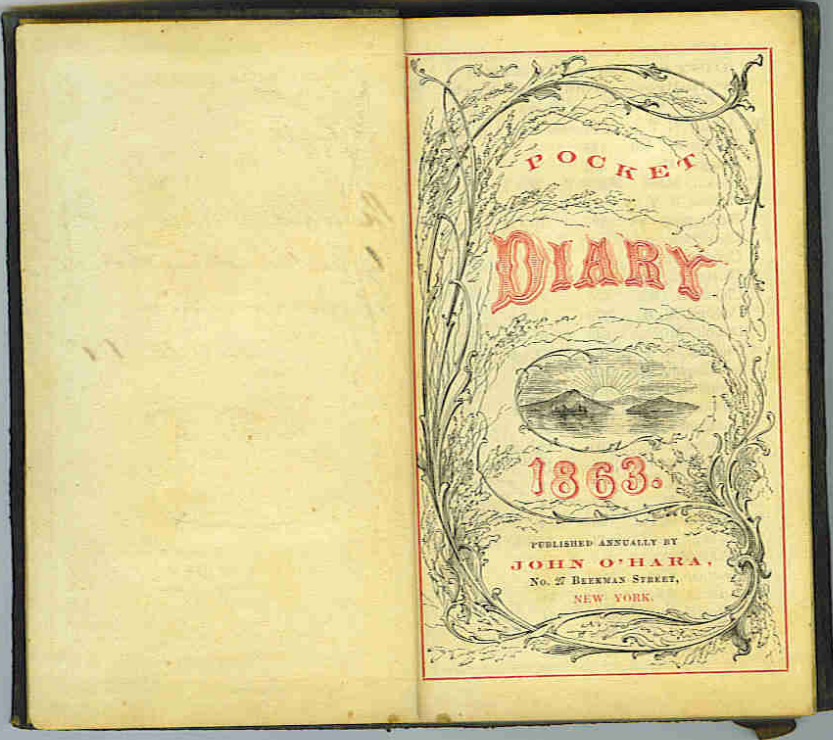 POCKET
DIARY
1863.
PUBLISHED ANNUALLY BY
JOHN O'HARA,
No. 27 BEEKMAN STREET,
NEW YORK.